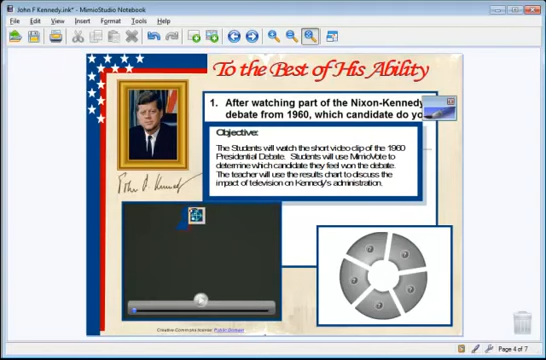 John F Kennedy.ink* - MimioStudio Notebook
File Edit View Insert Format Tools Help
To the Best of His Ability
1. After watching part of the Nixon-Kennedy
debate from 1960, which candidate do yo
Objective:
The Students will watch the short video clip of the 1960
Presidential Debate. Students will use MimioVote to
determine which candidate they feel won the debate.
The teacher will use the results chart to discuss the
impact of television on Kennedy's administration.
John F. Kennedy
? ?
? ?
?
Creative Commons license: Public Domain
Page 4 of 7